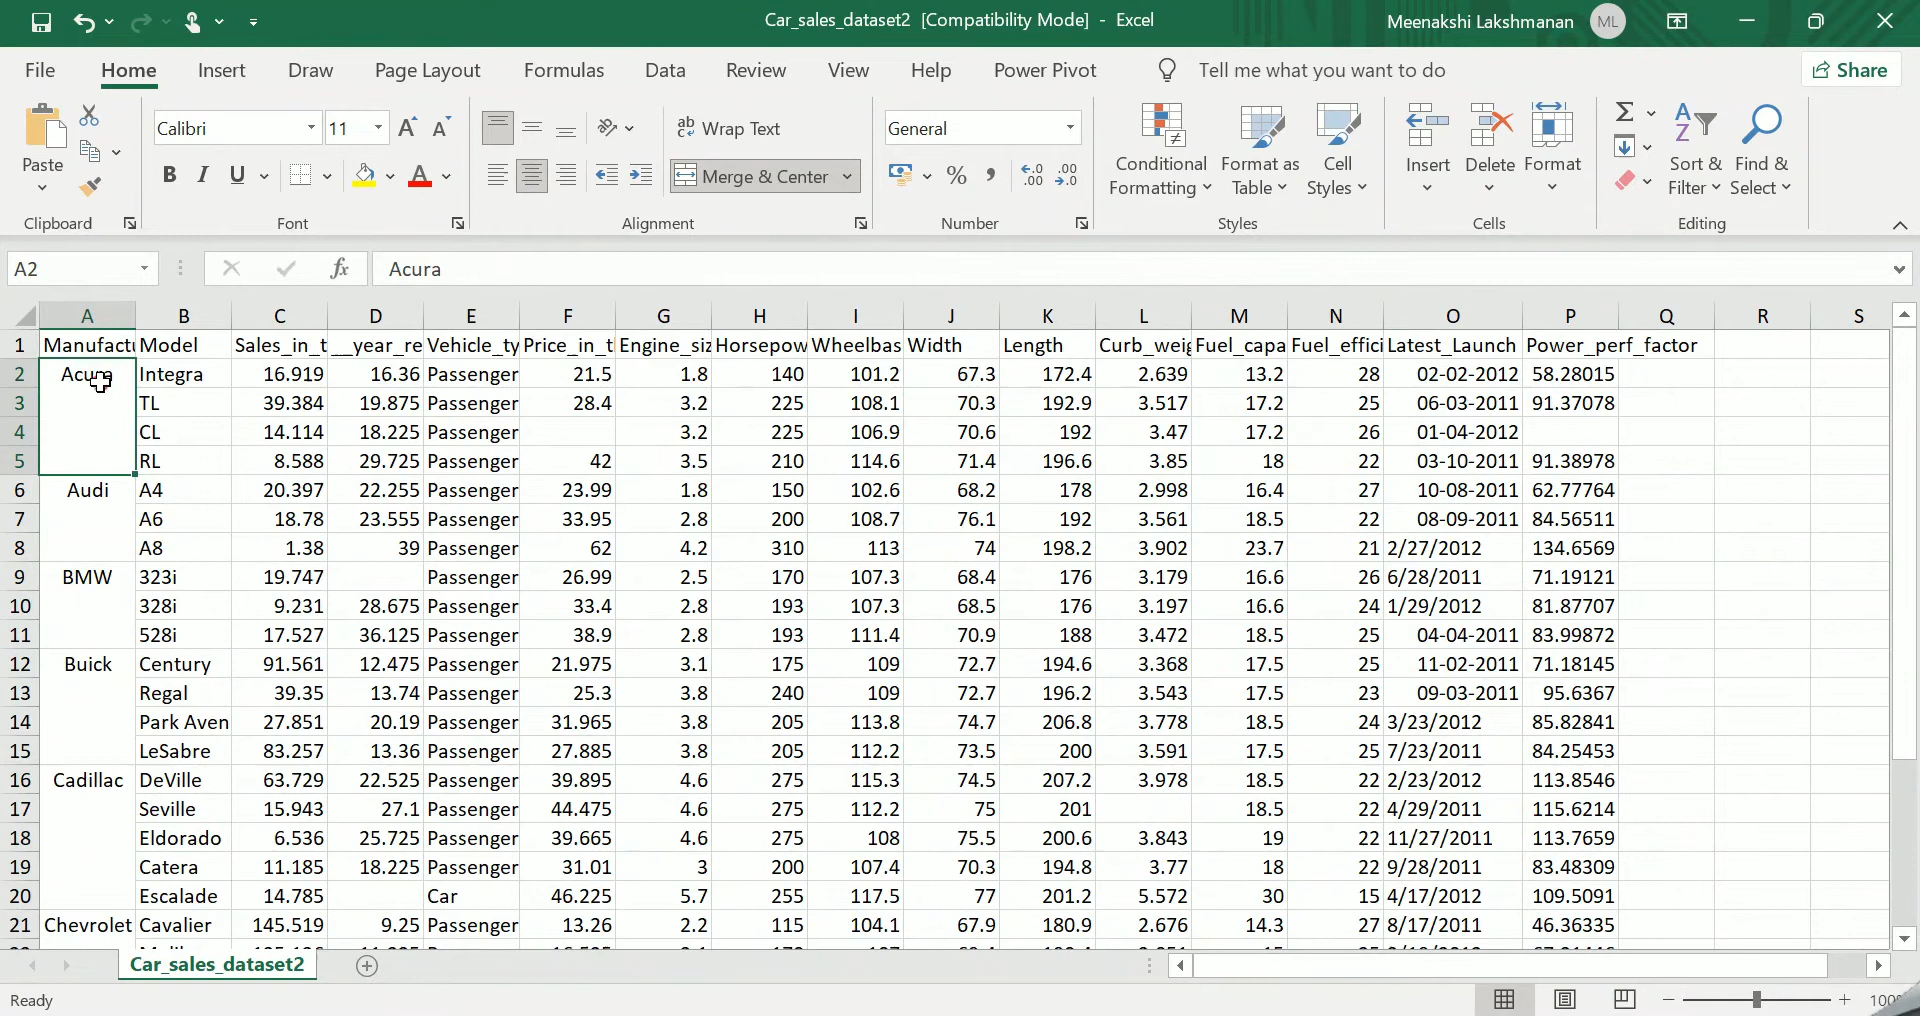 Car_sales_dataset2 [Compatibility Mode] - Excel
Meenakshi Lakshmanan ML
File Home Insert Draw Page Layout Formulas Data Review View Help Power Pivot Tell me what you want to do Share
Paste
Clipboard
Calibri 11
A A
B I U A
Font
ab c Wrap Text
Merge & Center
Alignment
General
% , .0 .00 .00 .0
Number
Conditional Formatting
Format as Table
Cell Styles
Styles
Insert Delete Format
Cells
Σ
A Z
Sort & Filter
Find & Select
Editing
A2 fx Acura
A B C D E F G H I J K L M N O P Q R S
1 Manufactu Model Sales_in_t __year_re Vehicle_ty Price_in_t Engine_siz Horsepow Wheelbas Width Length Curb_weig Fuel_capa Fuel_effici Latest_Launch Power_perf_factor
2 Acura Integra 16.919 16.36 Passenger 21.5 1.8 140 101.2 67.3 172.4 2.639 13.2 28 02-02-2012 58.28015
3 TL 39.384 19.875 Passenger 28.4 3.2 225 108.1 70.3 192.9 3.517 17.2 25 06-03-2011 91.37078
4 CL 14.114 18.225 Passenger 3.2 225 106.9 70.6 192 3.47 17.2 26 01-04-2012
5 RL 8.588 29.725 Passenger 42 3.5 210 114.6 71.4 196.6 3.85 18 22 03-10-2011 91.38978
6 Audi A4 20.397 22.255 Passenger 23.99 1.8 150 102.6 68.2 178 2.998 16.4 27 10-08-2011 62.77764
7 A6 18.78 23.555 Passenger 33.95 2.8 200 108.7 76.1 192 3.561 18.5 22 08-09-2011 84.56511
8 A8 1.38 39 Passenger 62 4.2 310 113 74 198.2 3.902 23.7 21 2/27/2012 134.6569
9 BMW 323i 19.747 Passenger 26.99 2.5 170 107.3 68.4 176 3.179 16.6 26 6/28/2011 71.19121
10 328i 9.231 28.675 Passenger 33.4 2.8 193 107.3 68.5 176 3.197 16.6 24 1/29/2012 81.87707
11 528i 17.527 36.125 Passenger 38.9 2.8 193 111.4 70.9 188 3.472 18.5 25 04-04-2011 83.99872
12 Buick Century 91.561 12.475 Passenger 21.975 3.1 175 109 72.7 194.6 3.368 17.5 25 11-02-2011 71.18145
13 Regal 39.35 13.74 Passenger 25.3 3.8 240 109 72.7 196.2 3.543 17.5 23 09-03-2011 95.6367
14 Park Aven 27.851 20.19 Passenger 31.965 3.8 205 113.8 74.7 206.8 3.778 18.5 24 3/23/2012 85.82841
15 LeSabre 83.257 13.36 Passenger 27.885 3.8 205 112.2 73.5 200 3.591 17.5 25 7/23/2011 84.25453
16 Cadillac DeVille 63.729 22.525 Passenger 39.895 4.6 275 115.3 74.5 207.2 3.978 18.5 22 2/23/2012 113.8546
17 Seville 15.943 27.1 Passenger 44.475 4.6 275 112.2 75 201 18.5 22 4/29/2011 115.6214
18 Eldorado 6.536 25.725 Passenger 39.665 4.6 275 108 75.5 200.6 3.843 19 22 11/27/2011 113.7659
19 Catera 11.185 18.225 Passenger 31.01 3 200 107.4 70.3 194.8 3.77 18 22 9/28/2011 83.48309
20 Escalade 14.785 Car 46.225 5.7 255 117.5 77 201.2 5.572 30 15 4/17/2012 109.5091
21 Chevrolet Cavalier 145.519 9.25 Passenger 13.26 2.2 115 104.1 67.9 180.9 2.676 14.3 27 8/17/2011 46.36335
Car_sales_dataset2
Ready